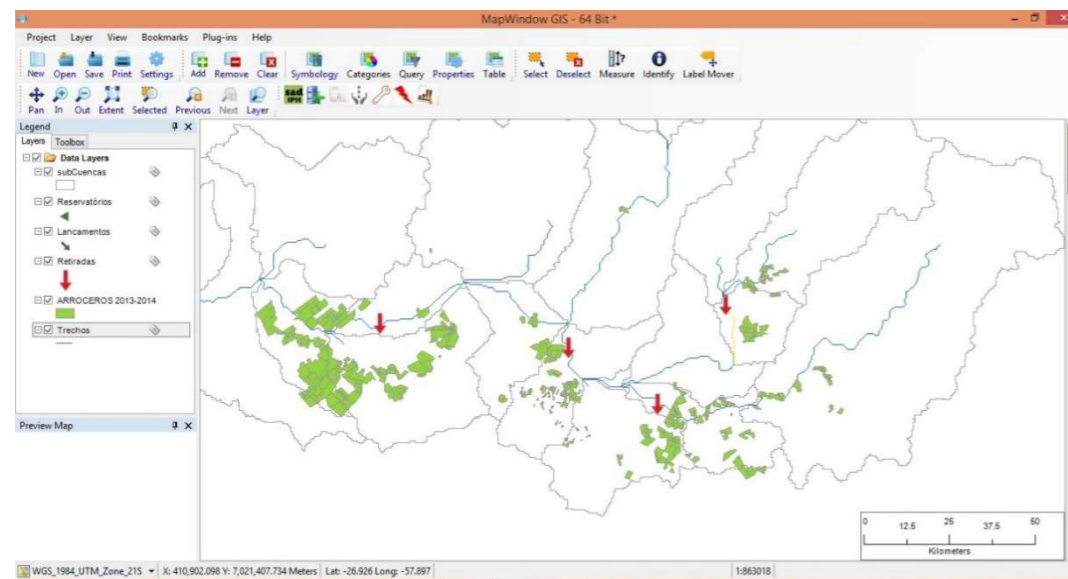 MapWindow GIS - 64 Bit *
Project Layer View Bookmarks Plug-ins Help
New Open Save Print Settings Add Remove Clear Symbology Categories Query Properties Table Select Deselect Measure Identify Label Mover
sad
IPH
Pan In Out Extent Selected Previous Next Layer
Legend
Layers Toolbox
Data Layers
subCuencas
Reservatórios
Lancamentos
Retiradas
ARROCEROS 2013-2014
Trechos
Preview Map
0 12.5 25 37.5 50
Kilometers
WGS_1984_UTM_Zone_21S X: 410,902.098 Y: 7,021,407.734 Meters Lat: -26.926 Long: -57.897 1:863018